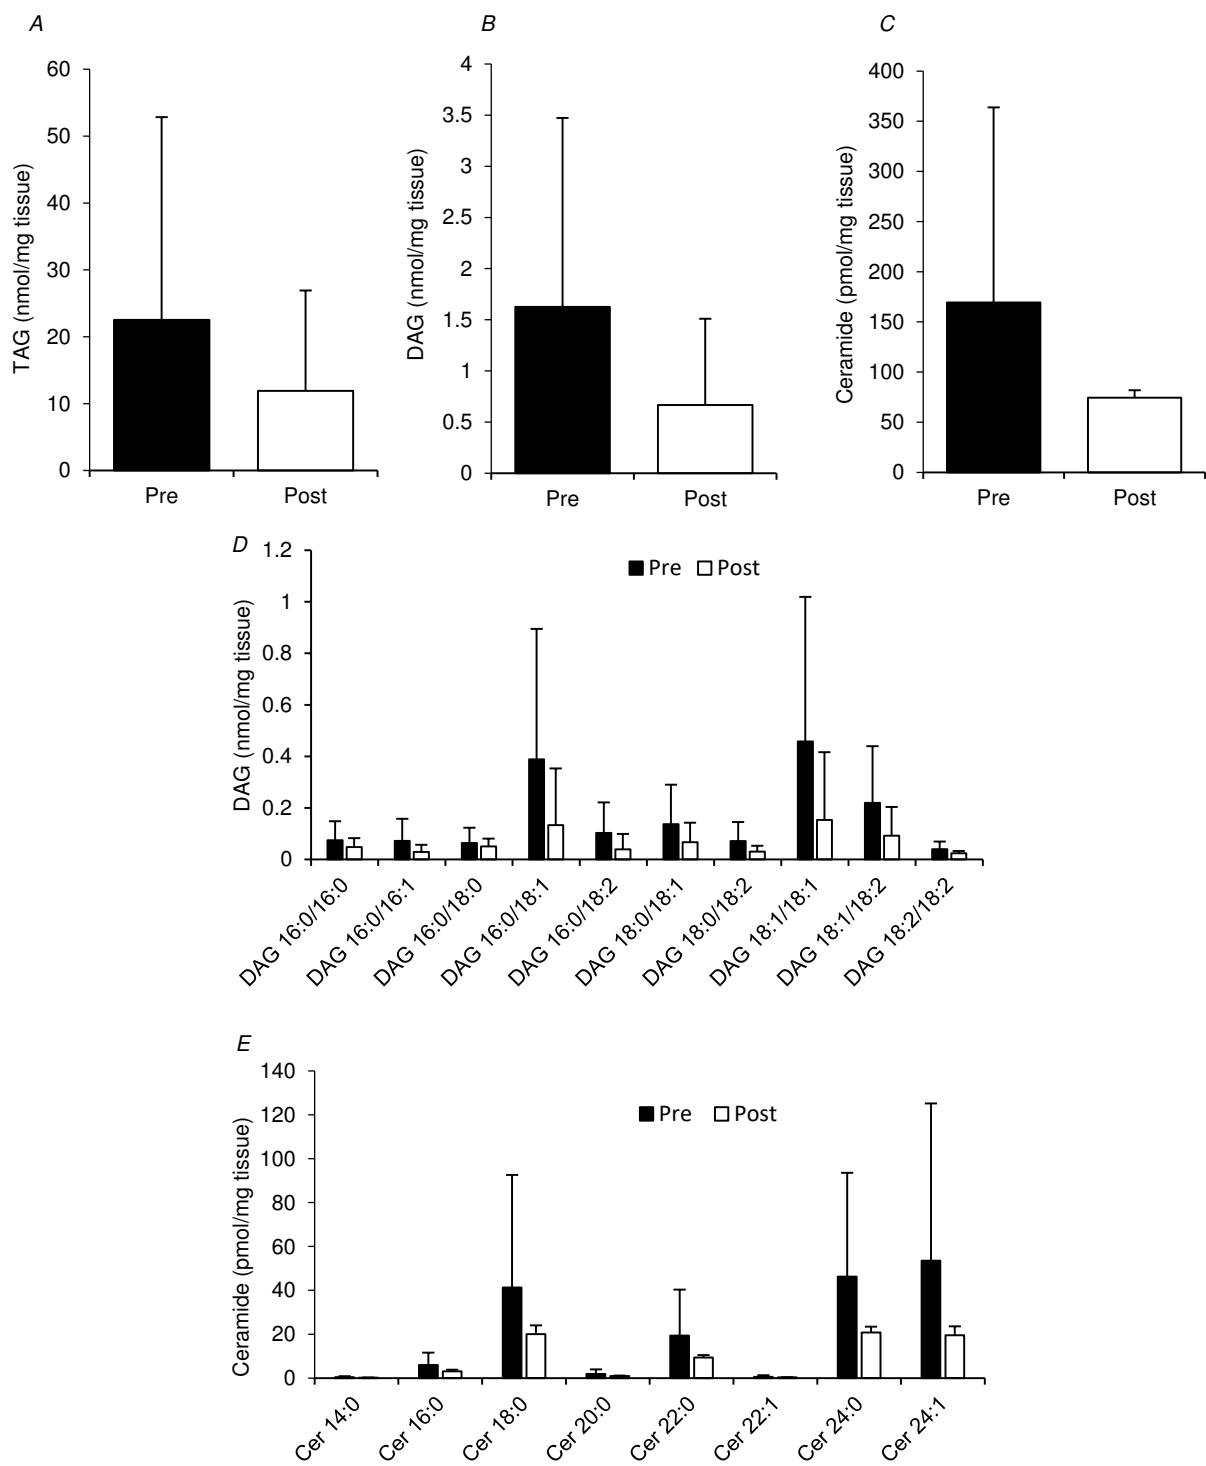 A
B
C
TAG (nmol/mg tissue)
60
50
40
30
20
10
0
Pre Post
DAG (nmol/mg tissue)
4
3.5
3
2.5
2
1.5
1
0.5
0
Pre Post
Ceramide (pmol/mg tissue)
400
350
300
250
200
150
100
50
0
Pre Post
D
DAG (nmol/mg tissue)
1.2
1
0.8
0.6
0.4
0.2
0
Pre Post
DAG 16:0/16:0
DAG 16:0/16:1
DAG 16:0/18:0
DAG 16:0/18:1
DAG 16:0/18:2
DAG 18:0/18:1
DAG 18:0/18:2
DAG 18:1/18:1
DAG 18:1/18:2
DAG 18:2/18:2
E
Ceramide (pmol/mg tissue)
140
120
100
80
60
40
20
0
Pre Post
Cer 14:0
Cer 16:0
Cer 18:0
Cer 20:0
Cer 22:0
Cer 22:1
Cer 24:0
Cer 24:1